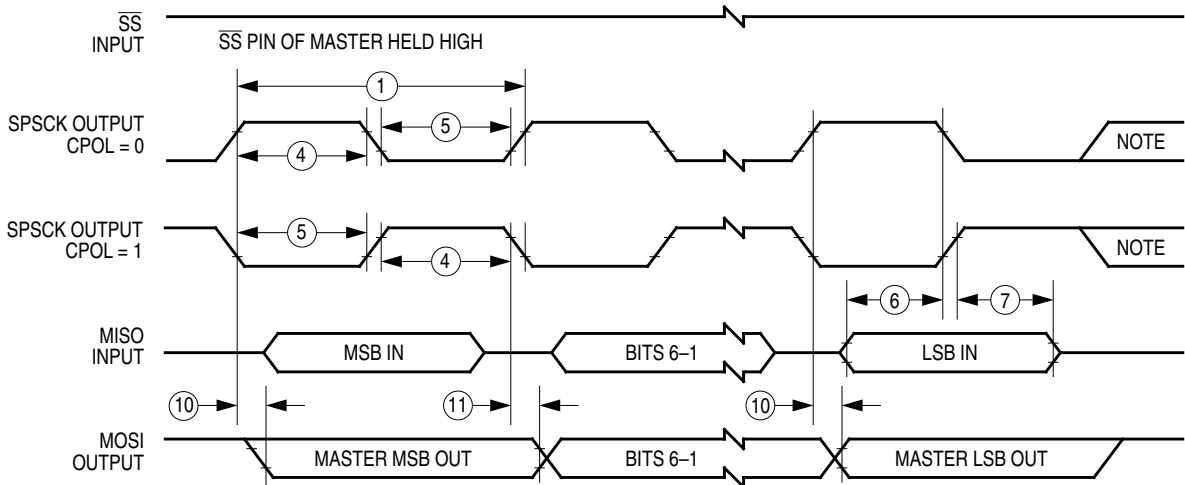 SS
INPUT
SS PIN OF MASTER HELD HIGH
1
SPSCK OUTPUT
CPOL = 0
5
4
NOTE
SPSCK OUTPUT
CPOL = 1
5
4
NOTE
6
7
MISO
INPUT
MSB IN
BITS 6–1
LSB IN
10
11
10
MOSI
OUTPUT
MASTER MSB OUT
BITS 6–1
MASTER LSB OUT